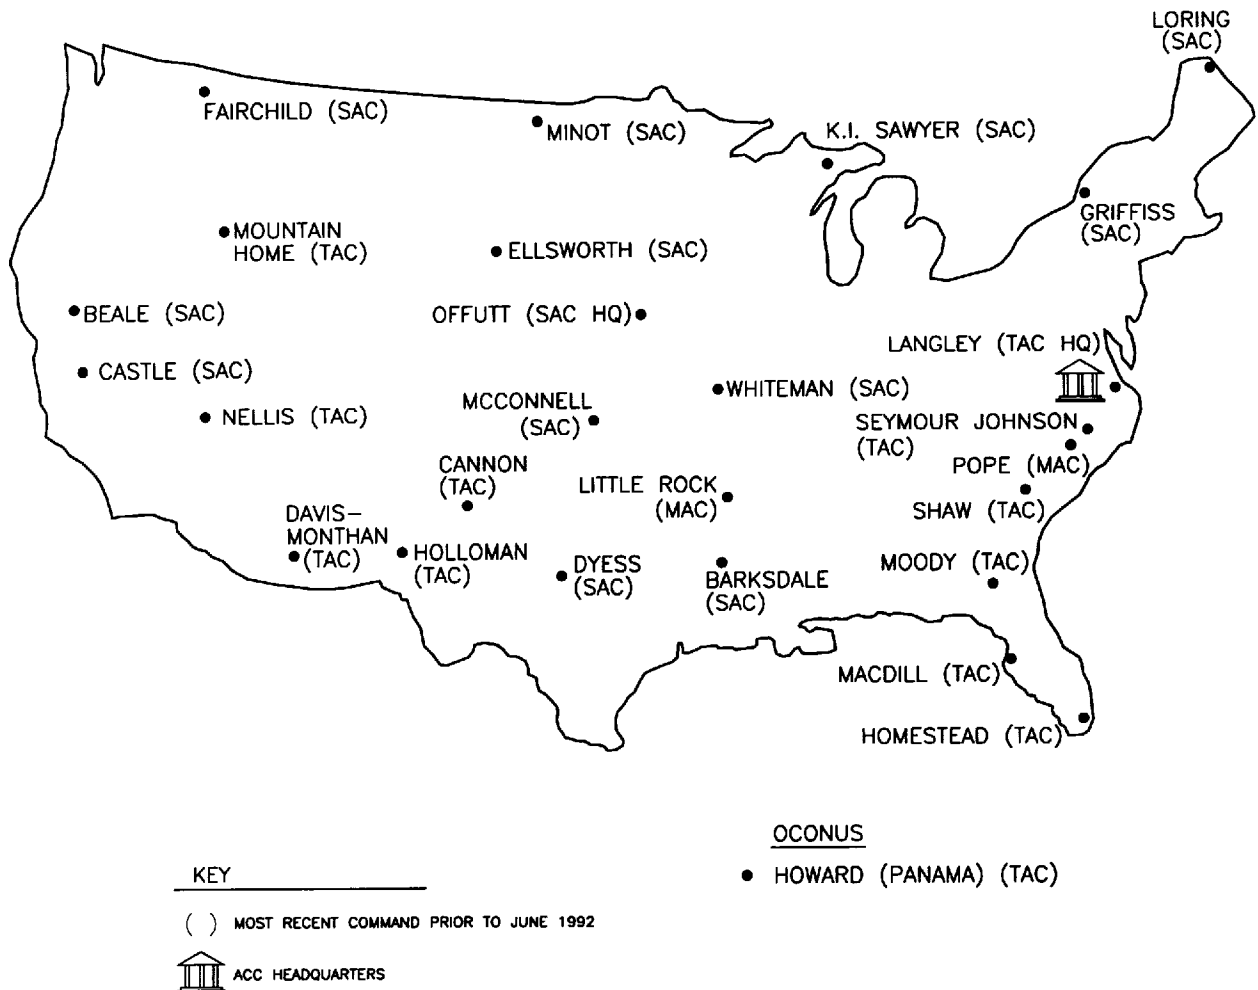 LORING
(SAC)
FAIRCHILD (SAC)
MINOT (SAC)
K.I. SAWYER (SAC)
GRIFFISS
(SAC)
MOUNTAIN
HOME (TAC)
ELLSWORTH (SAC)
BEALE (SAC)
OFFUTT (SAC HQ)
LANGLEY (TAC HQ)
CASTLE (SAC)
WHITEMAN (SAC)
NELLIS (TAC)
MCCONNELL
(SAC)
SEYMOUR JOHNSON
(TAC)
POPE (MAC)
CANNON
(TAC)
LITTLE ROCK
(MAC)
SHAW (TAC)
DAVIS-
MONTHAN
(TAC)
HOLLOMAN
(TAC)
DYESS
(SAC)
BARKSDALE
(SAC)
MOODY (TAC)
MACDILL (TAC)
HOMESTEAD (TAC)
OCONUS
HOWARD (PANAMA) (TAC)
KEY
( ) MOST RECENT COMMAND PRIOR TO JUNE 1992
ACC HEADQUARTERS